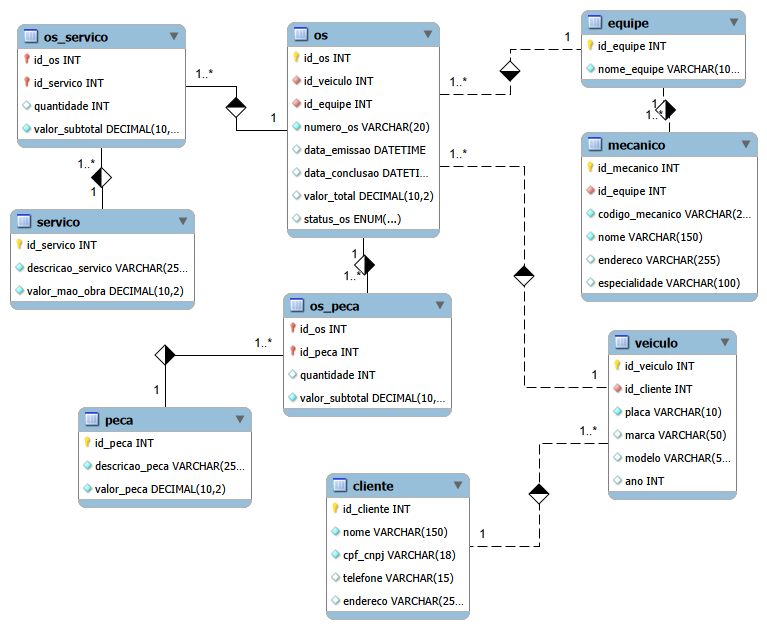 os_servico
id_os INT
id_servico INT
quantidade INT
valor_subtotal DECIMAL(10,...
1..*
1
os
id_os INT
id_veiculo INT
id_equipe INT
numero_os VARCHAR(20)
data_emissao DATETIME
data_conclusao DATETI...
valor_total DECIMAL(10,2)
status_os ENUM(...)
1
1..*
equipe
id_equipe INT
nome_equipe VARCHAR(10...
1
1..*
mecanico
id_mecanico INT
id_equipe INT
codigo_mecanico VARCHAR(2...
nome VARCHAR(150)
endereco VARCHAR(255)
especialidade VARCHAR(100)
1..*
1
1..*
1
servico
id_servico INT
descricao_servico VARCHAR(25...
valor_mao_obra DECIMAL(10,2)
1
1..*
os_peca
id_os INT
id_peca INT
quantidade INT
valor_subtotal DECIMAL(10,...
1..*
1
peca
id_peca INT
descricao_peca VARCHAR(25...
valor_peca DECIMAL(10,2)
veiculo
id_veiculo INT
id_cliente INT
placa VARCHAR(10)
marca VARCHAR(50)
modelo VARCHAR(5...
ano INT
1..*
1
cliente
id_cliente INT
nome VARCHAR(150)
cpf_cnpj VARCHAR(18)
telefone VARCHAR(15)
endereco VARCHAR(25...